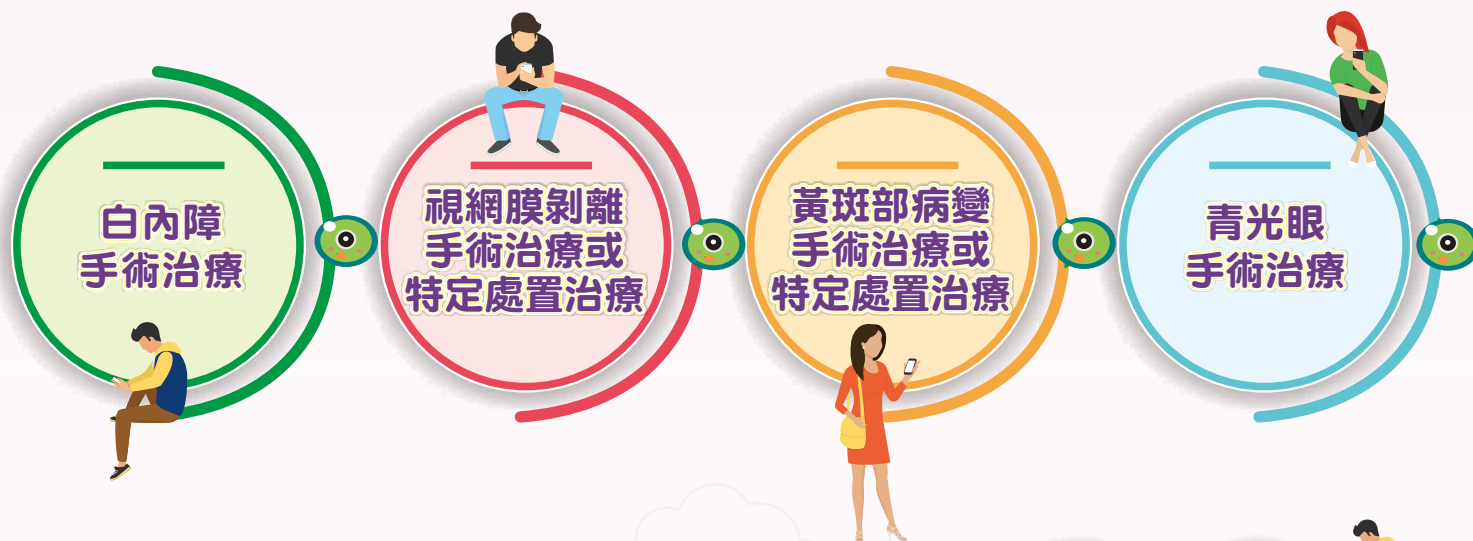 白內障
手術治療
視網膜剝離
手術治療或
特定處置治療
黃斑部病變
手術治療或
特定處置治療
青光眼
手術治療